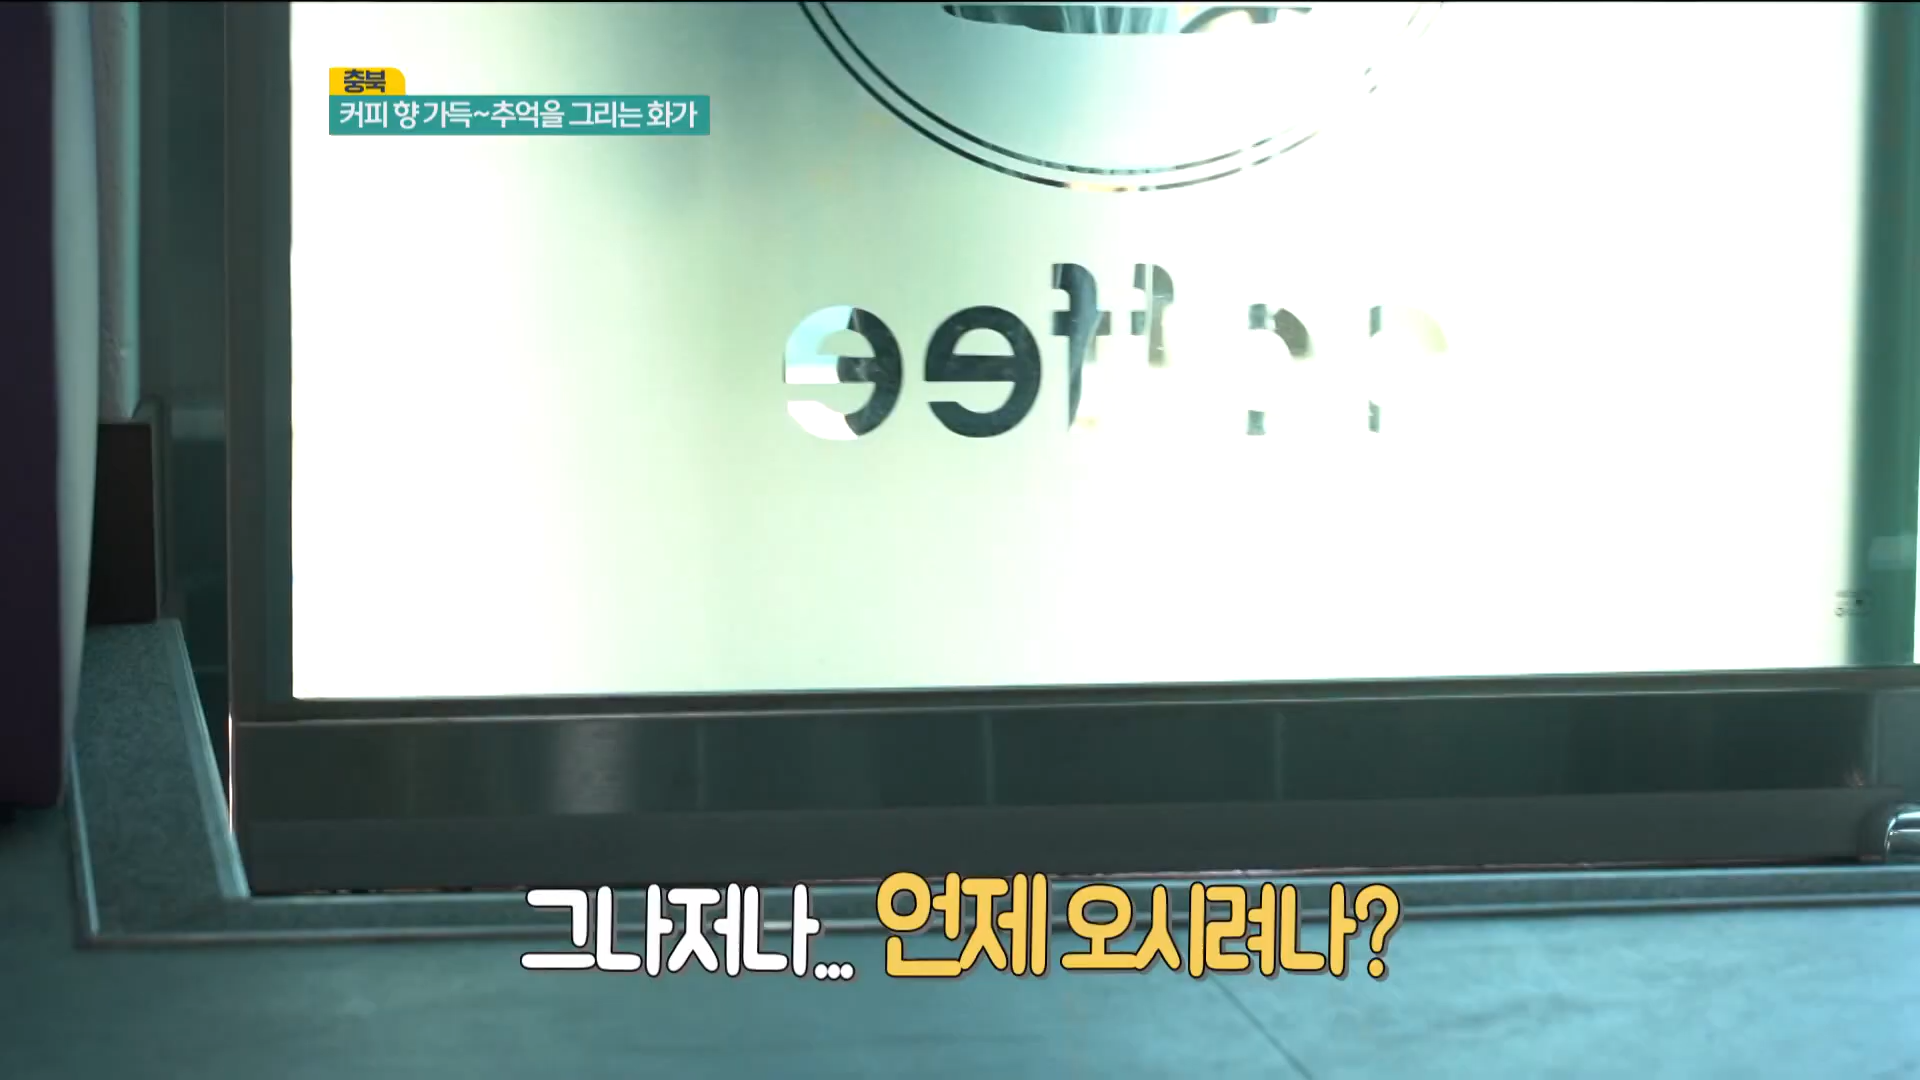 충북
커피 향 가득~추억을 그리는 화가
coffee
그나저나... 언제 오시려나?